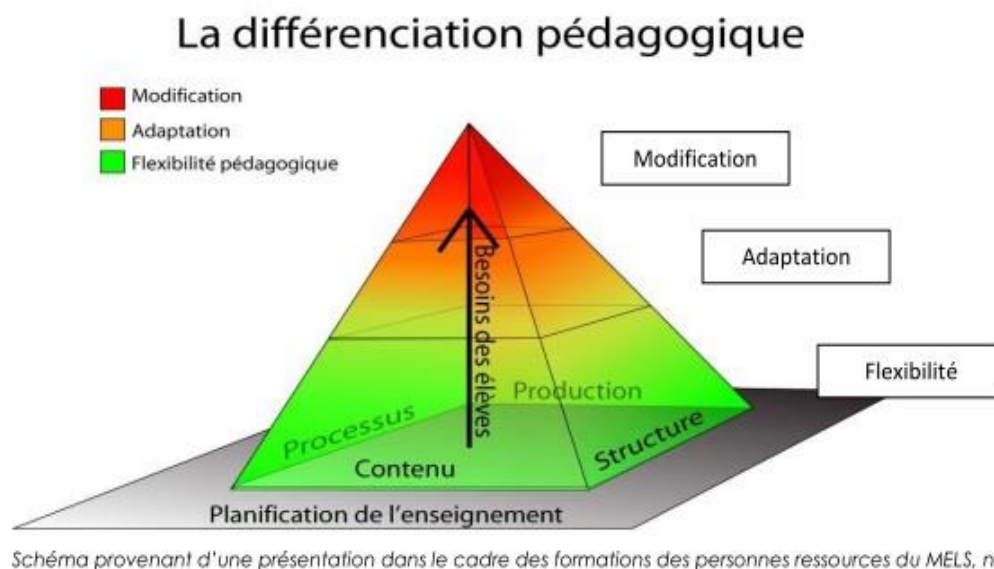 La différenciation pédagogique
Modification
Adaptation
Flexibilité pédagogique
Modification
Adaptation
Flexibilité
Besoins des élèves
Production
Processus
Structure
Contenu
Planification de l'enseignement
Schéma provenant d'une présentation dans le cadre des formations des personnes ressources du MELS, n